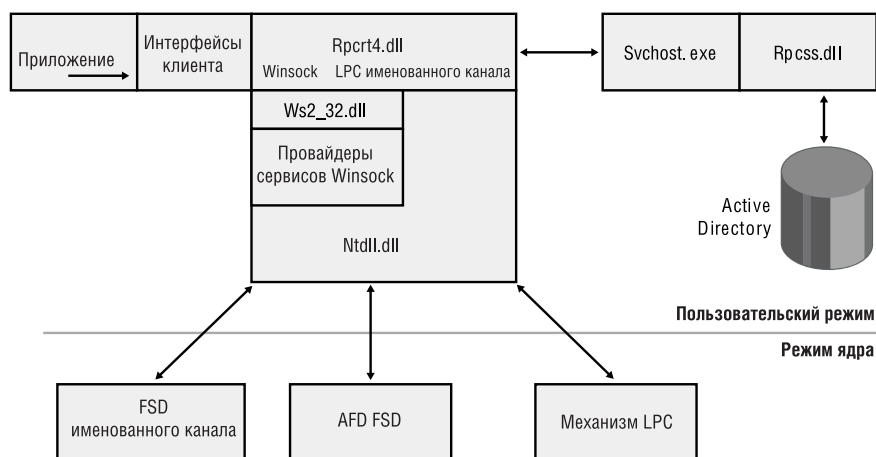 Приложение
Интерфейсы
клиента
Rpcrt4.dll
Winsock LPC именованного канала
Svchost. exe
Rpcss.dll
Ws2_32.dll
Провайдеры
сервисов Winsock
Ntdll.dll
Active
Directory
Пользовательский режим
Режим ядра
FSD
именованного канала
AFD FSD
Механизм LPC